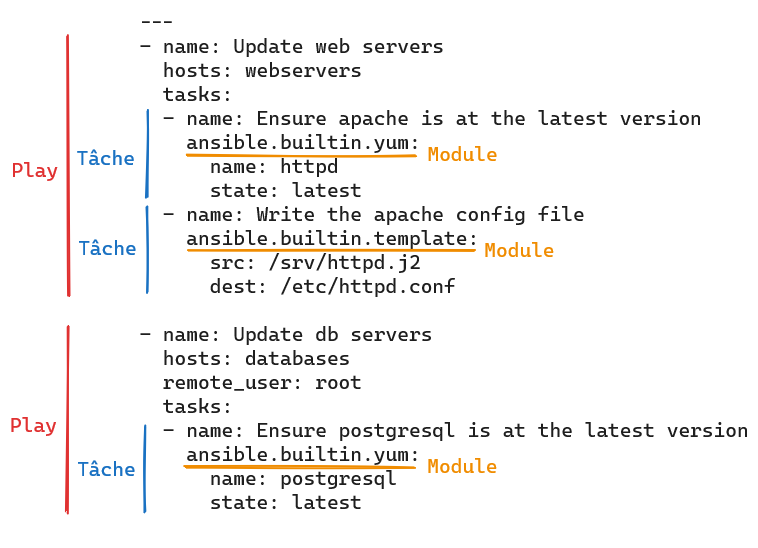 ---
- name: Update web servers
hosts: webservers
tasks:
- name: Ensure apache is at the latest version
Tâche
ansible.builtin.yum:
Module
Play
name: httpd
state: latest
- name: Write the apache config file
Tâche
ansible.builtin.template:
Module
src: /srv/httpd.j2
dest: /etc/httpd.conf
- name: Update db servers
hosts: databases
remote_user: root
tasks:
Play
- name: Ensure postgresql is at the latest version
Tâche
ansible.builtin.yum:
Module
name: postgresql
state: latest